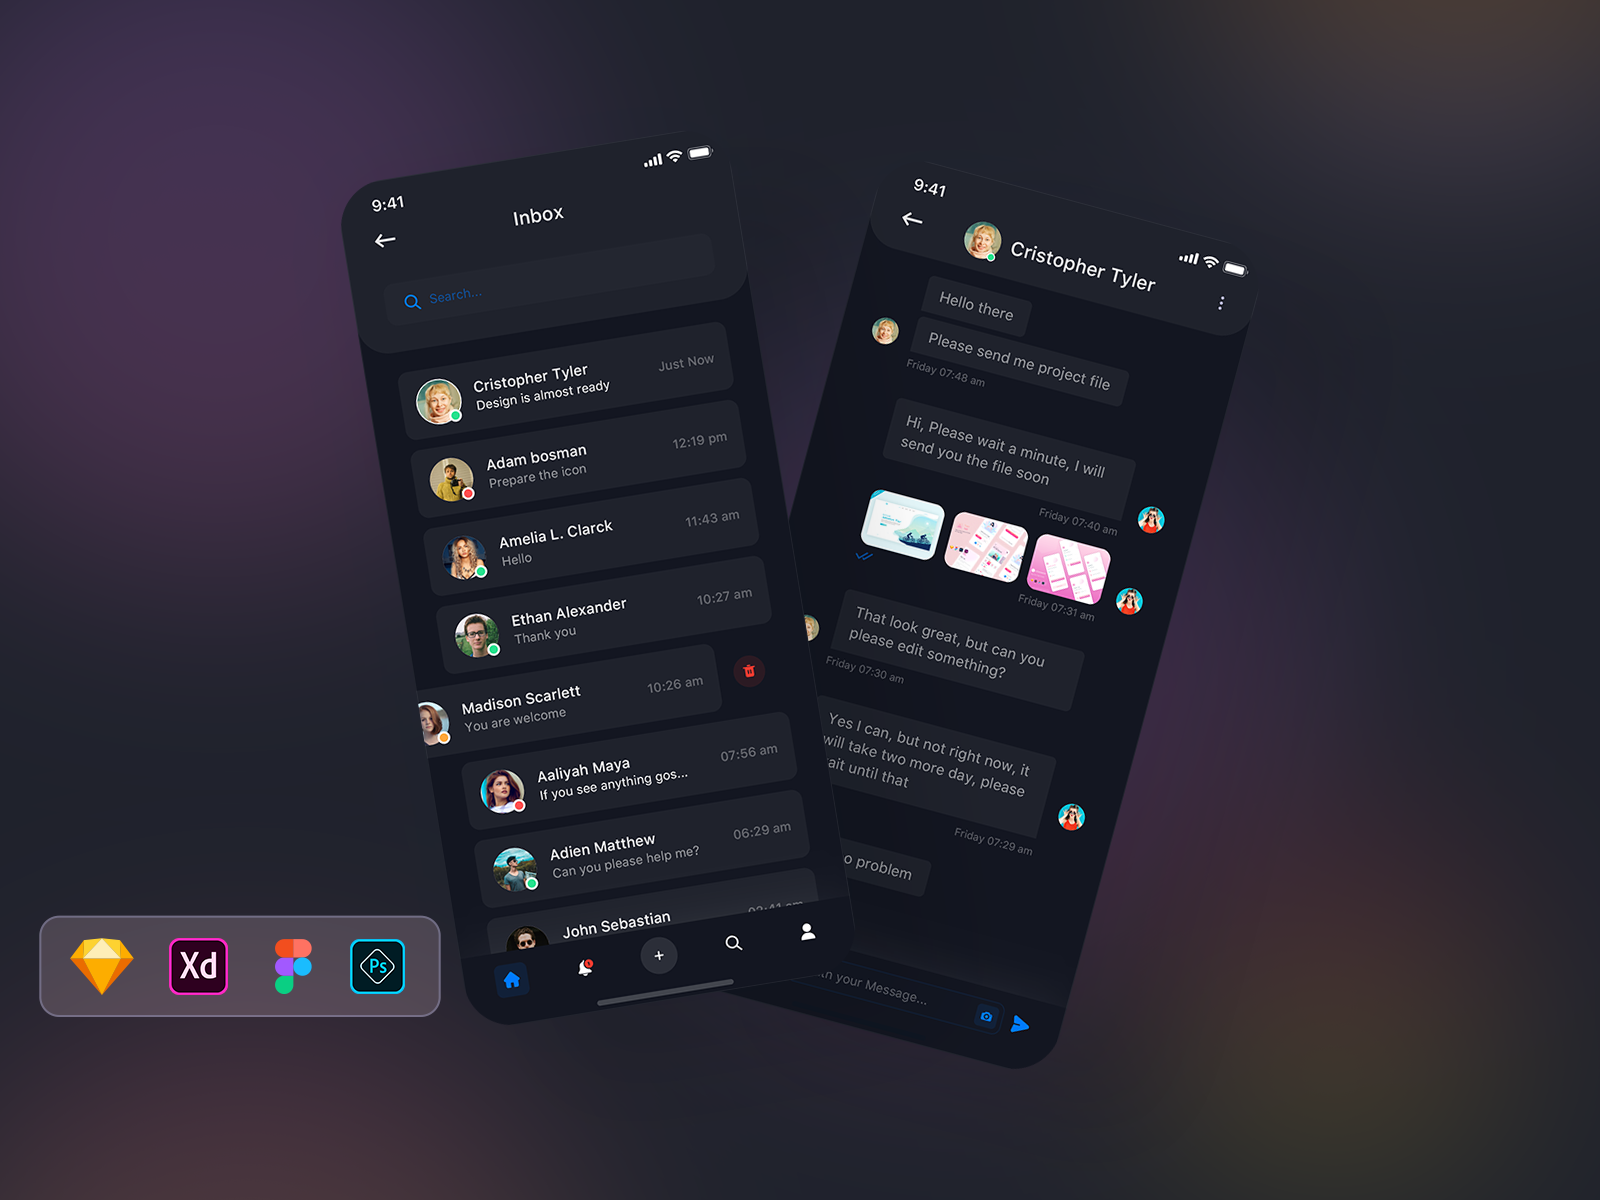 9:41
Inbox
Search...
Cristopher Tyler
Just Now
Design is almost ready
Adam bosman
12:19 pm
Prepare the icon
Amelia L. Clarck
11:43 am
Hello
Ethan Alexander
10:27 am
Thank you
Madison Scarlett
10:26 am
You are welcome
Aaliyah Maya
07:56 am
If you see anything gos...
Adien Matthew
06:29 am
Can you please help me?
John Sebastian
9:41
Cristopher Tyler
Hello there
Please send me project file
Friday 07:48 am
Hi, Please wait a minute, I will
send you the file soon
Friday 07:40 am
Friday 07:31 am
That look great, but can you
please edit something?
Friday 07:30 am
Yes I can, but not right now, it
will take two more day, please
ait until that
Friday 07:29 am
o problem
your Message...
Xd
Ps